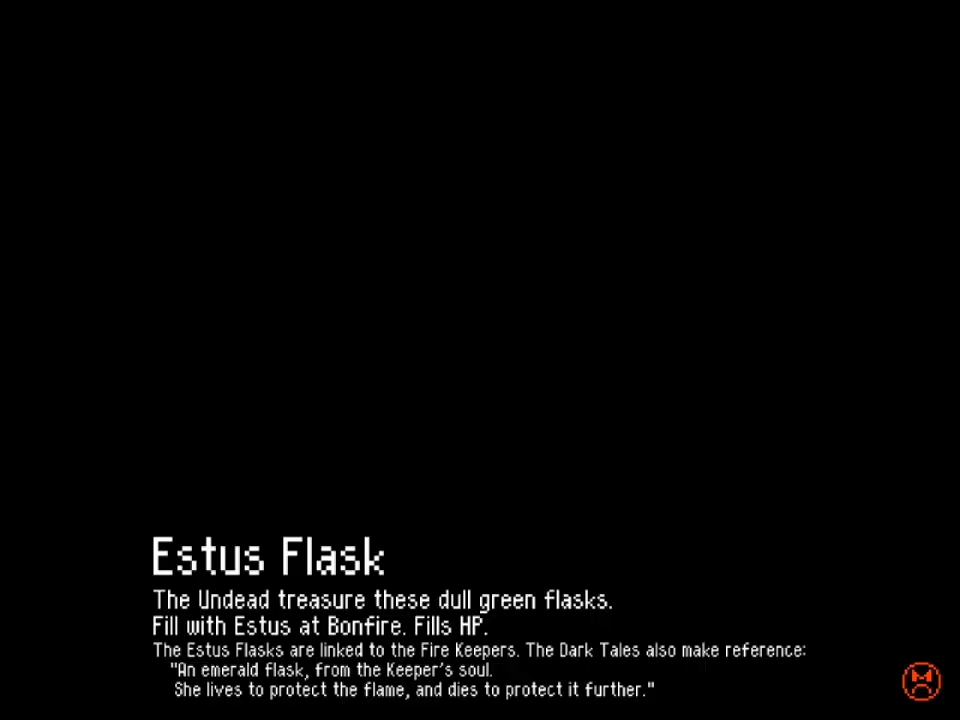 Estus Flask
The Undead treasure these dull green flasks.
Fill with Estus at Bonfire. Fills HP.
The Estus Flasks are linked to the Fire Keepers. The Dark Tales also make reference:
"An emerald flask, from the Keeper's soul.
She lives to protect the flame, and dies to protect it further."